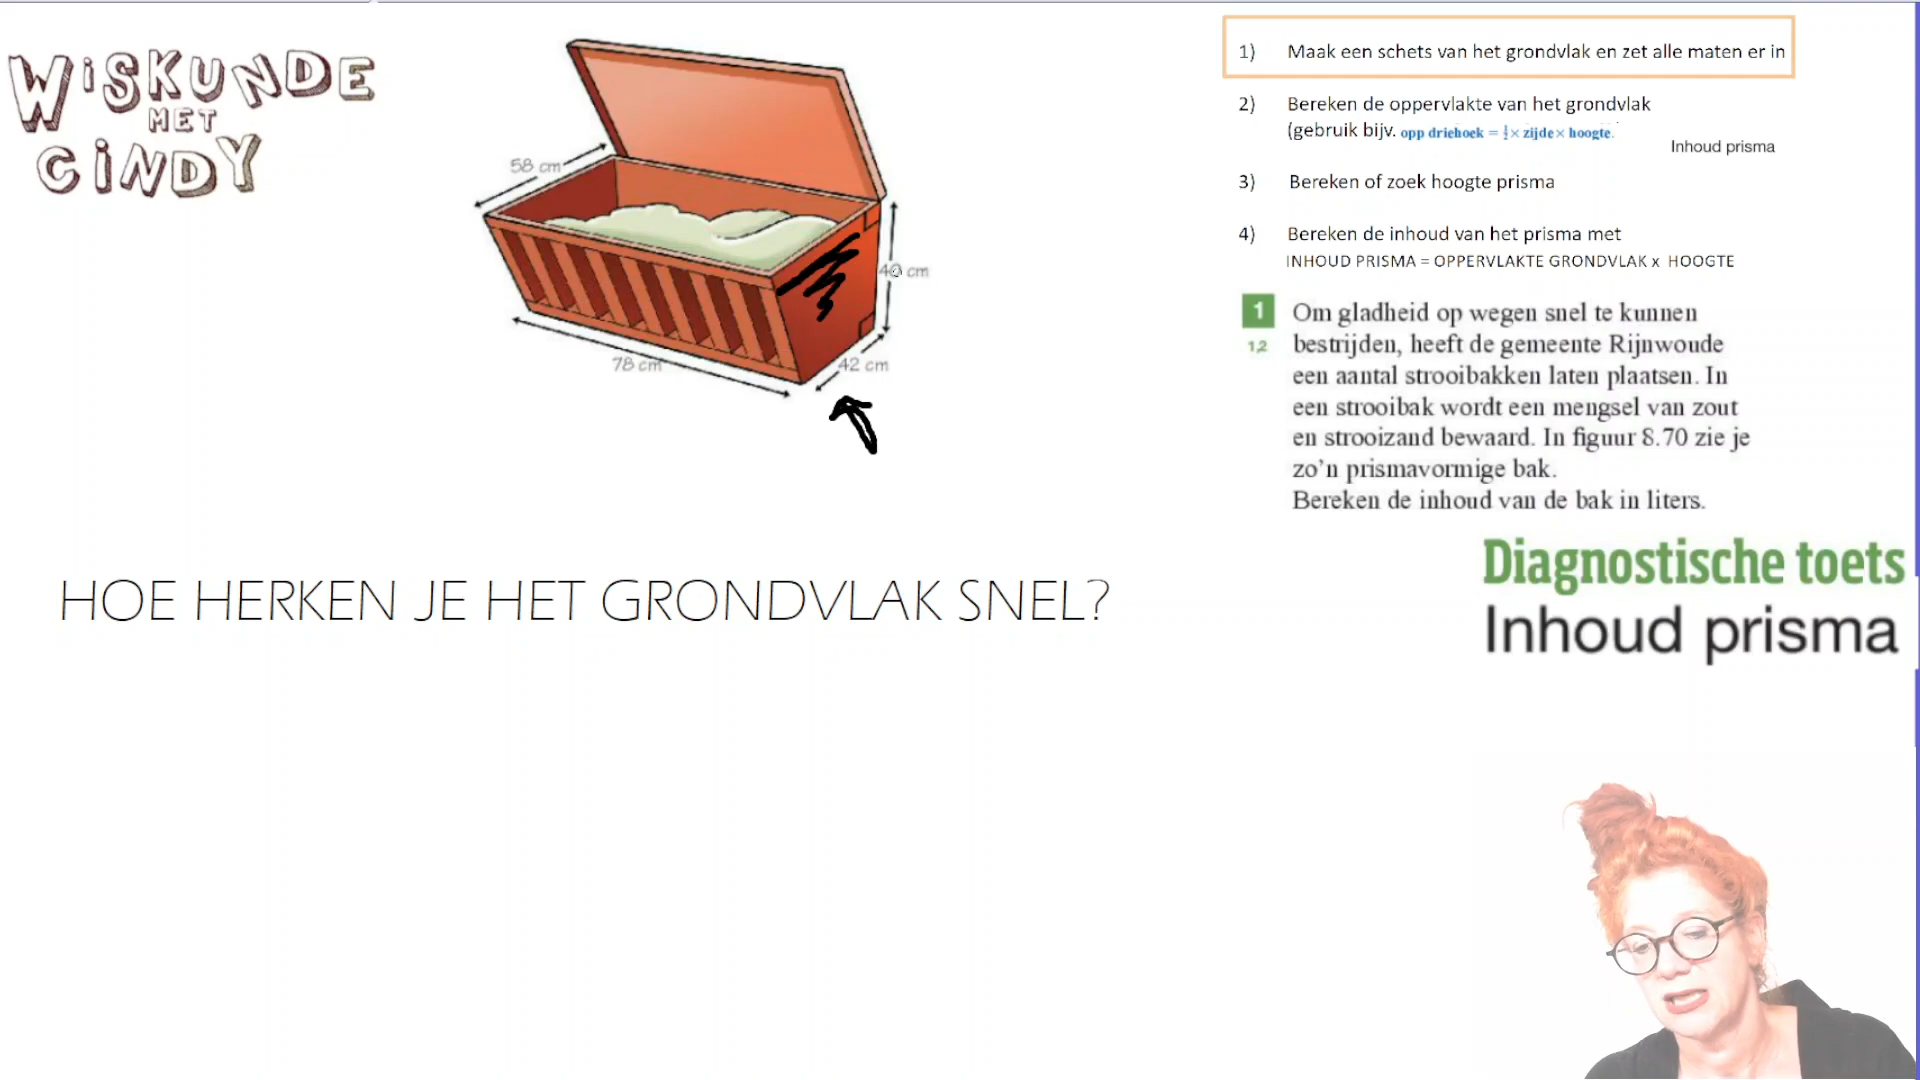 WISKUNDE
MET
CINDY
58 cm
40 cm
78 cm
42 cm
1) Maak een schets van het grondvlak en zet alle maten er in
2) Bereken de oppervlakte van het grondvlak
(gebruik bijv. opp driehoek = ½ × zijde × hoogte.
Inhoud prisma
3) Bereken of zoek hoogte prisma
4) Bereken de inhoud van het prisma met
INHOUD PRISMA = OPPERVLAKTE GRONDVLAK x HOOGTE
1 Om gladheid op wegen snel te kunnen
1,2 bestrijden, heeft de gemeente Rijnwoude
een aantal strooibakken laten plaatsen. In
een strooibak wordt een mengsel van zout
en strooizand bewaard. In figuur 8.70 zie je
zo'n prismavormige bak.
Bereken de inhoud van de bak in liters.
Diagnostische toets
Inhoud prisma
HOE HERKEN JE HET GRONDVLAK SNEL?